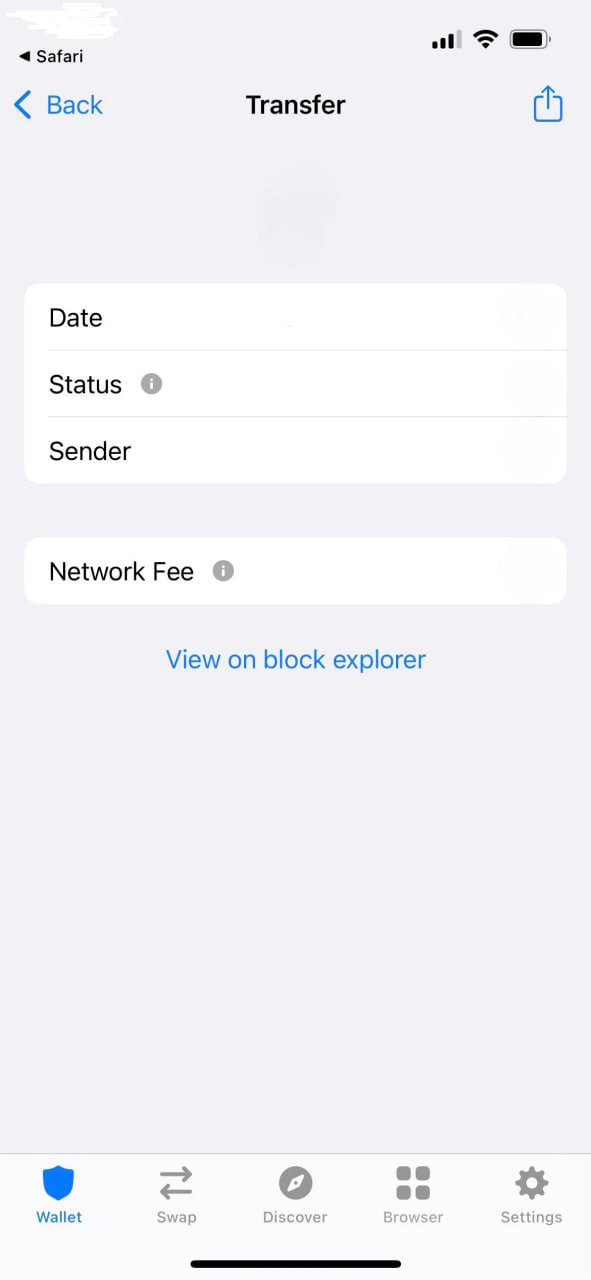 Safari
Back Transfer
Date
Status
Sender
Network Fee
View on block explorer
Wallet Swap Discover Browser Settings